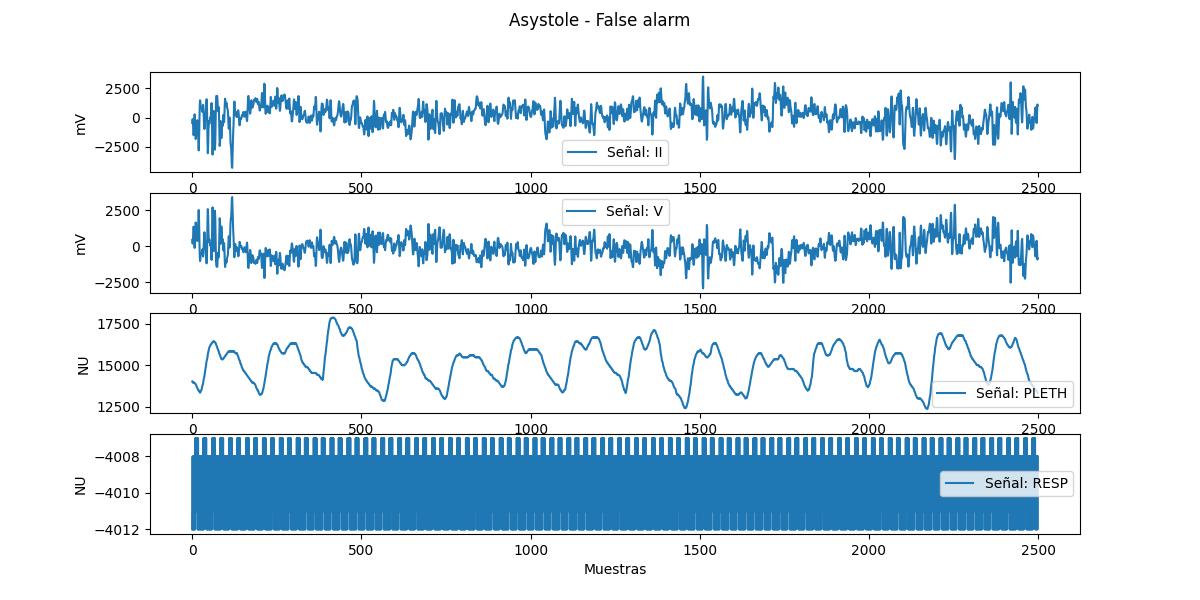 Asystole - False alarm
2500
0
−2500
mV
Señal: II
0 500 1000 1500 2000 2500
2500
0
−2500
mV
Señal: V
0 500 1000 1500 2000 2500
17500
15000
12500
NU
Señal: PLETH
0 500 1000 1500 2000 2500
−4008
−4010
−4012
NU
Señal: RESP
0 500 1000 1500 2000 2500
Muestras